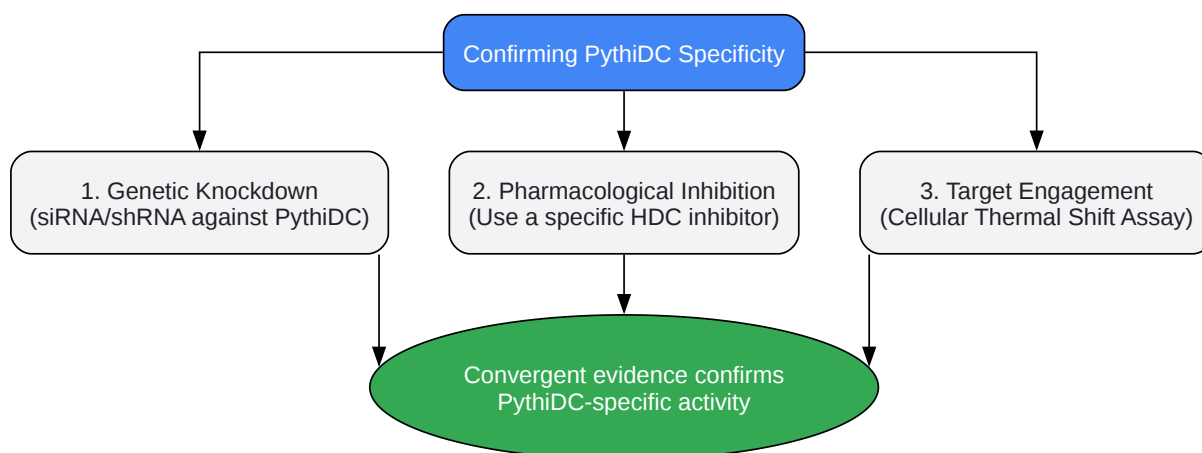 Confirming PythiDC Specificity
1. Genetic Knockdown
(siRNA/shRNA against PythiDC)
2. Pharmacological Inhibition
(Use a specific HDC inhibitor)
3. Target Engagement
(Cellular Thermal Shift Assay)
Convergent evidence confirms
PythiDC-specific activity